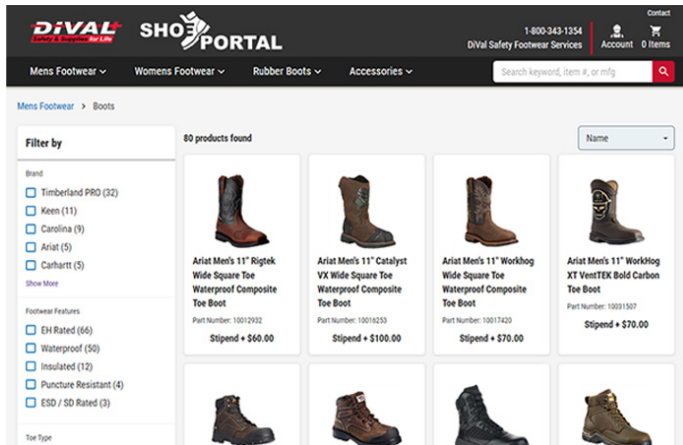 Contact
DiVal
Safety & Supplies for Life
SHOE PORTAL
1-800-343-1354
DiVal Safety Footwear Services
Account
0 Items
Mens Footwear
Womens Footwear
Rubber Boots
Accessories
Search keyword, item #, or mfg
Mens Footwear > Boots
Filter by
80 products found
Name
Brand
Timberland PRO (32)
Keen (11)
Carolina (9)
Ariat (5)
Carhartt (5)
Show More
Footwear Features
EH Rated (66)
Waterproof (50)
Insulated (12)
Puncture Resistant (4)
ESD / SD Rated (3)
Toe Type
Ariat Men's 11" Rigtek
Wide Square Toe
Waterproof Composite
Toe Boot
Part Number: 10012932
Stipend + $60.00
Ariat Men's 11" Catalyst
VX Wide Square Toe
Waterproof Composite
Toe Boot
Part Number: 10016253
Stipend + $100.00
Ariat Men's 11" Workhog
Wide Square Toe
Waterproof Composite
Toe Boot
Part Number: 10017420
Stipend + $70.00
Ariat Men's 11" WorkHog
XT VentTEK Bold Carbon
Toe Boot
Part Number: 10031507
Stipend + $70.00